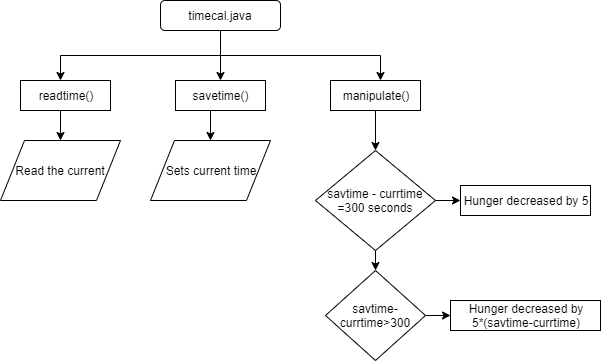 timecal.java
readtime()
savetime()
manipulate()
Read the current
Sets current time
savtime - currtime
=300 seconds
Hunger decreased by 5
savtime-
currtime>300
Hunger decreased by
5*(savtime-currtime)